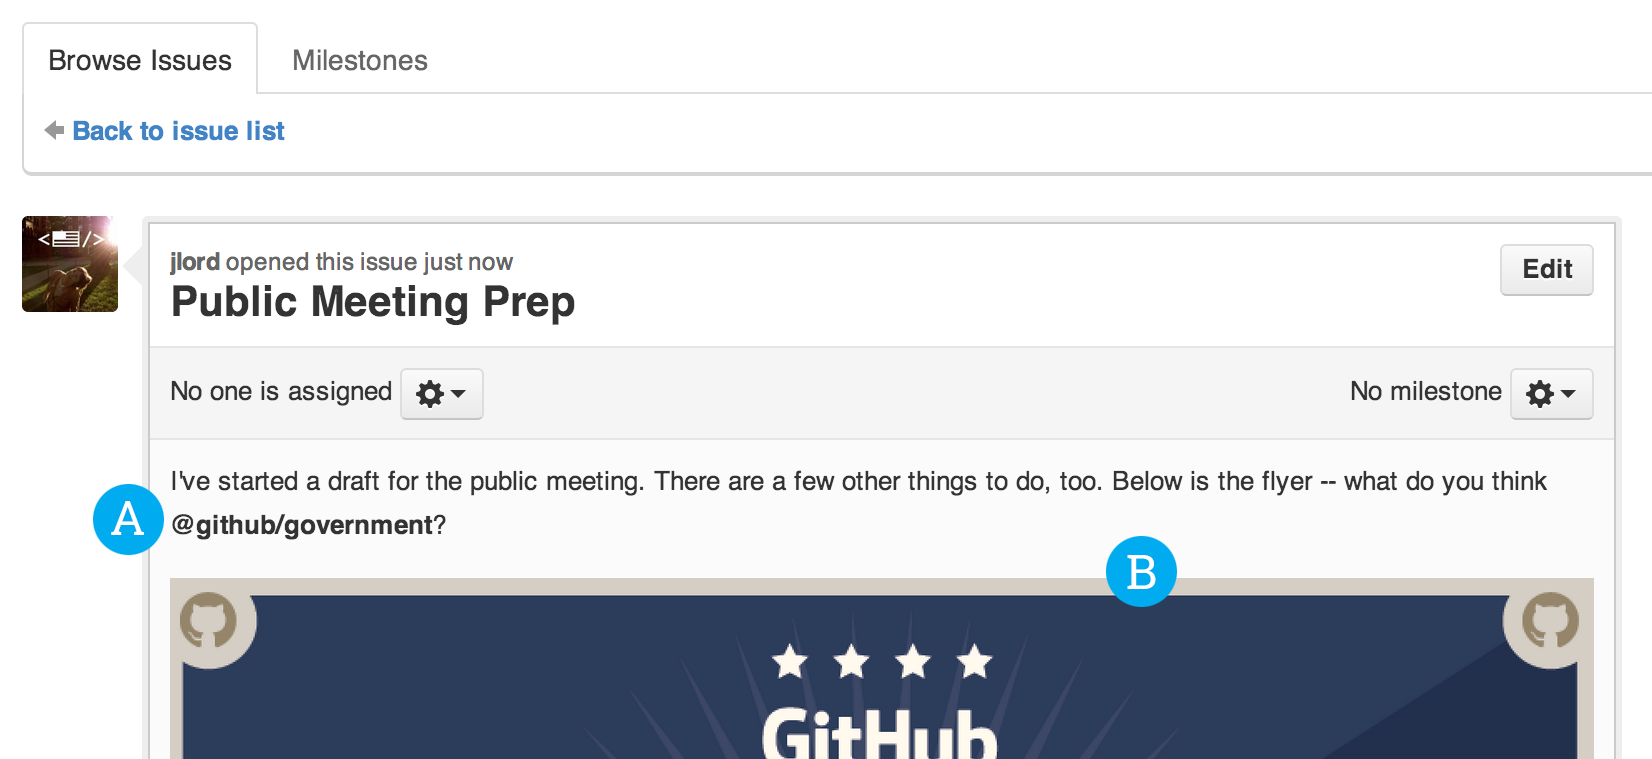 Browse Issues
Milestones
Back to issue list
</>
jlord opened this issue just now
Public Meeting Prep
Edit
No one is assigned
No milestone
I've started a draft for the public meeting. There are a few other things to do, too. Below is the flyer -- what do you think
A
@github/government?
B
GitHub